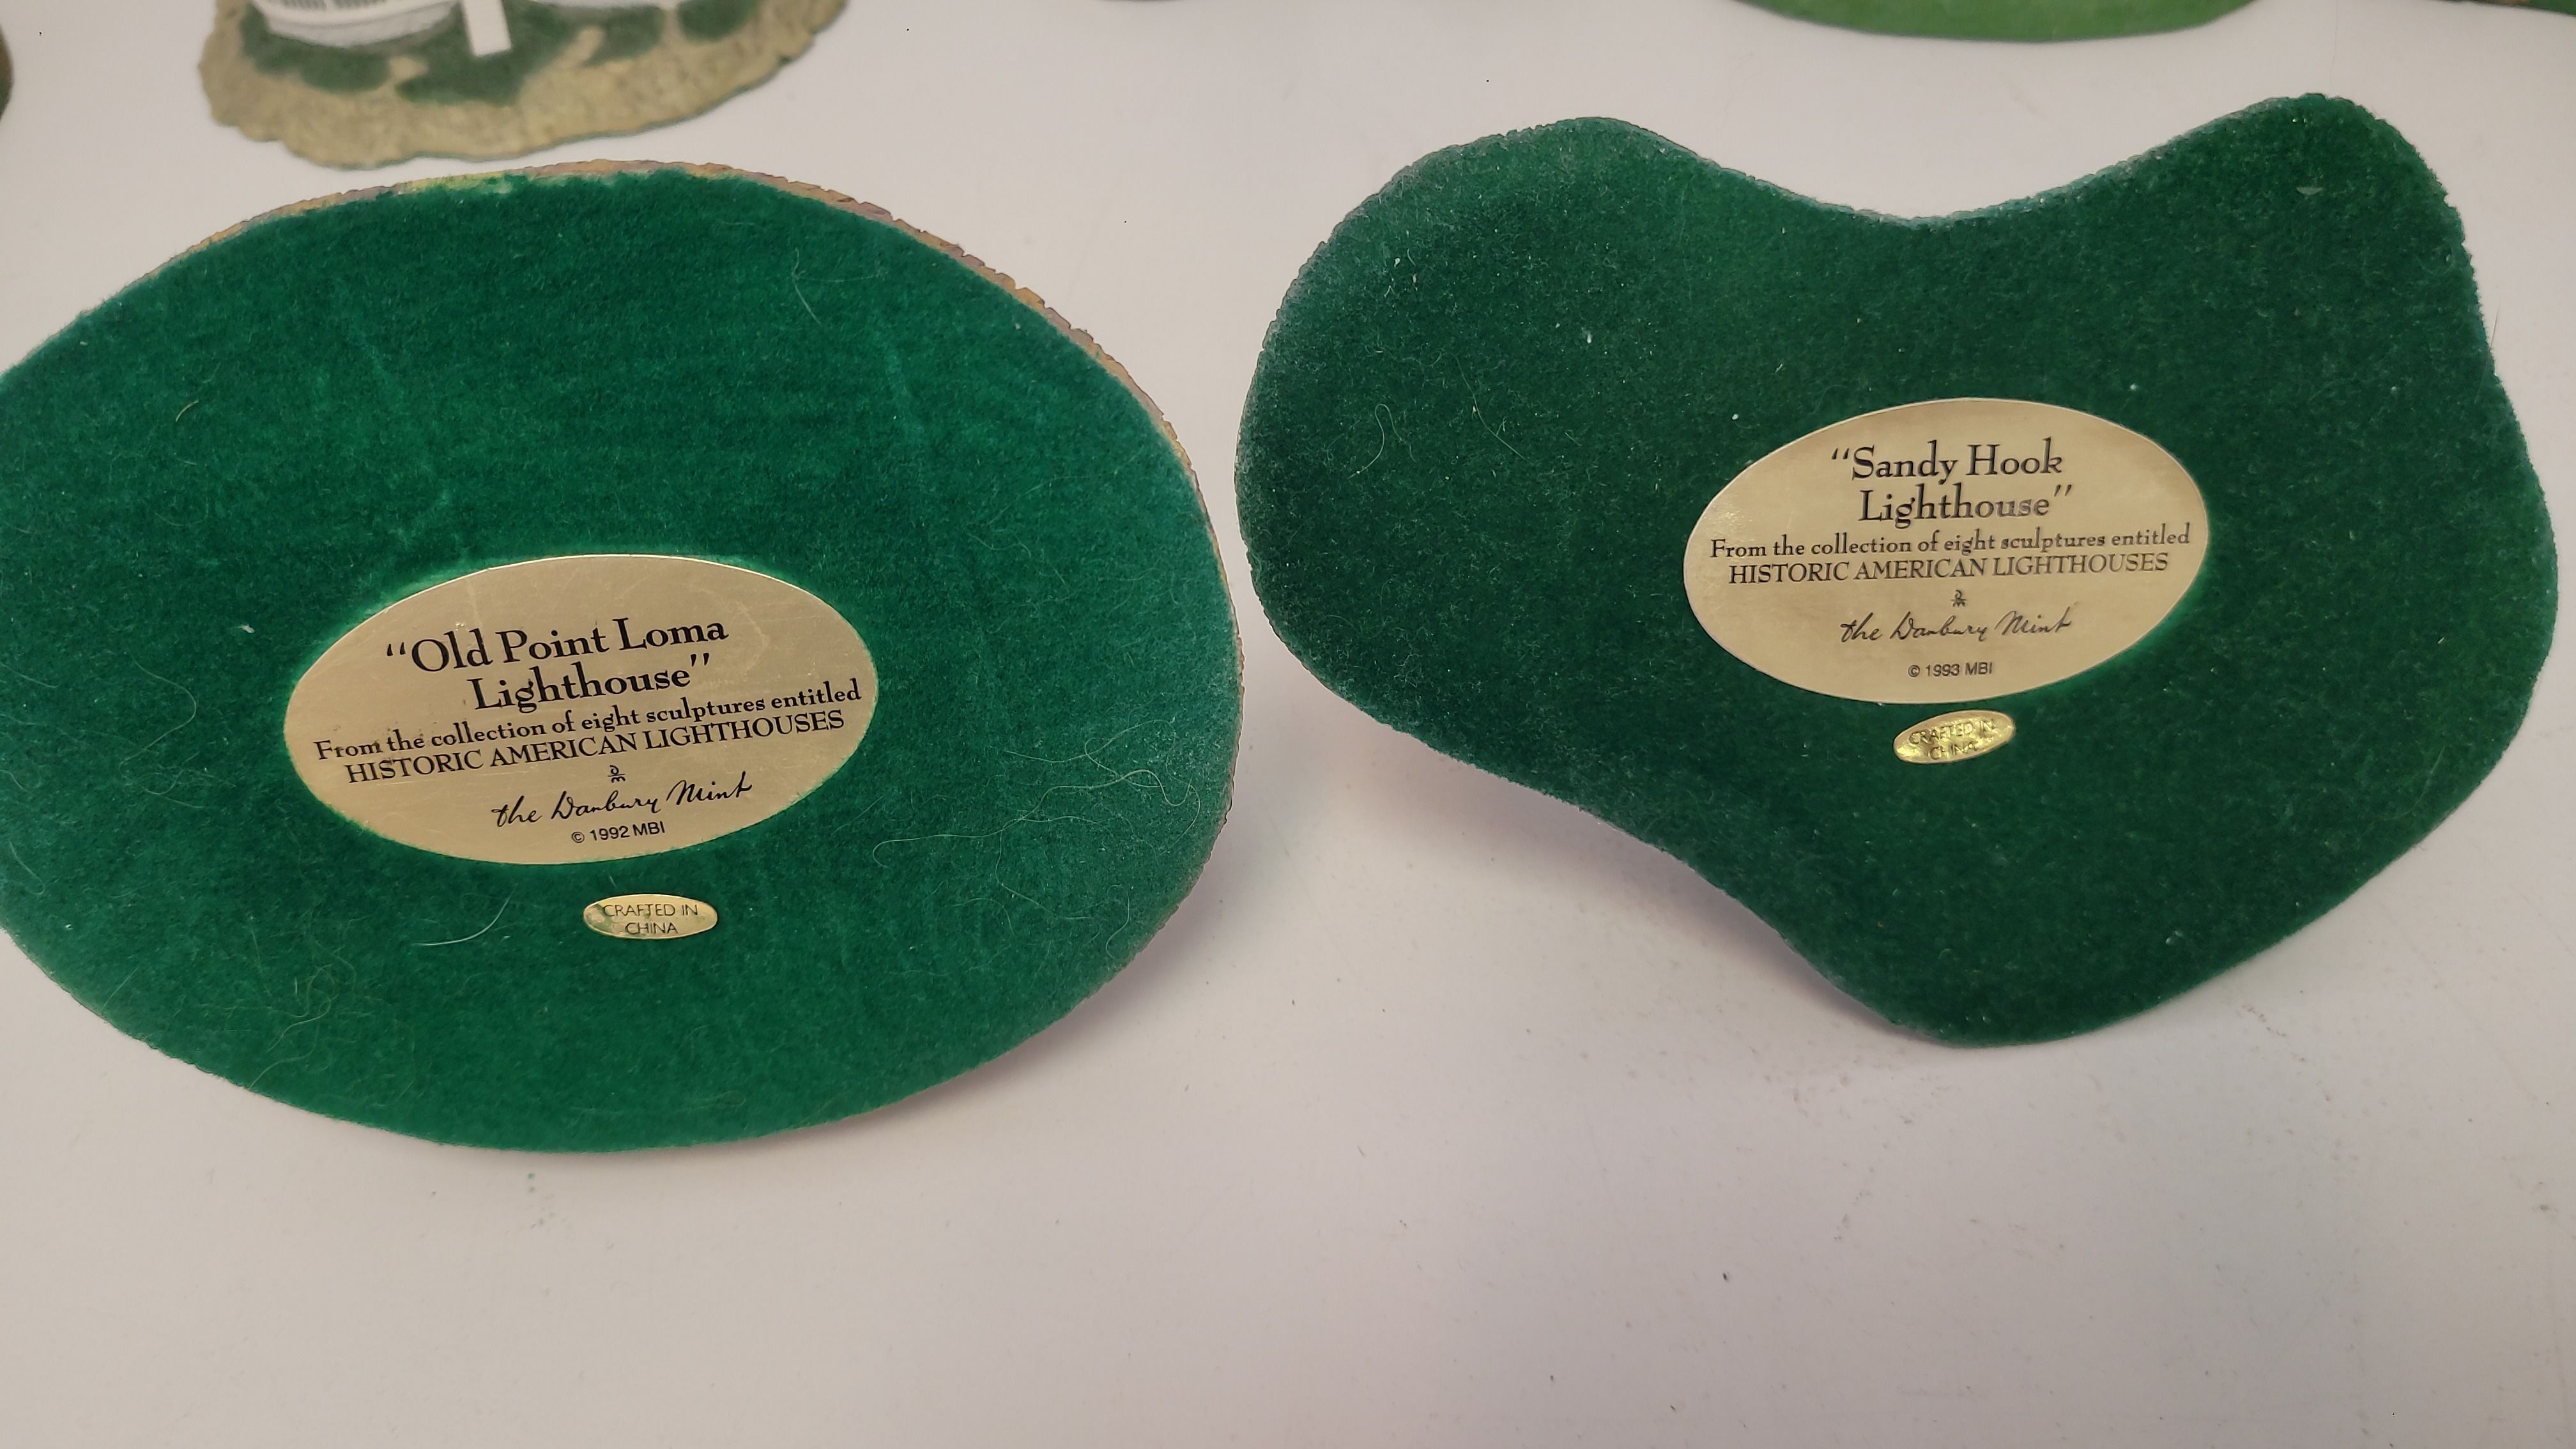 “Old Point Loma
Lighthouse”
From the collection of eight sculptures entitled
HISTORIC AMERICAN LIGHTHOUSES
the Danbury Mint
© 1992 MBI
CRAFTED IN
CHINA
“Sandy Hook
Lighthouse”
From the collection of eight sculptures entitled
HISTORIC AMERICAN LIGHTHOUSES
the Danbury Mint
© 1993 MBI
CRAFTED IN
CHINA